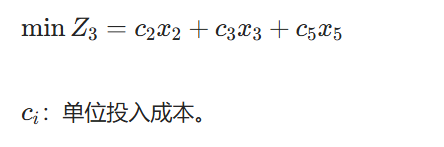 min Z₃ = c₂x₂ + c₃x₃ + c₅x₅
cᵢ：单位投入成本。